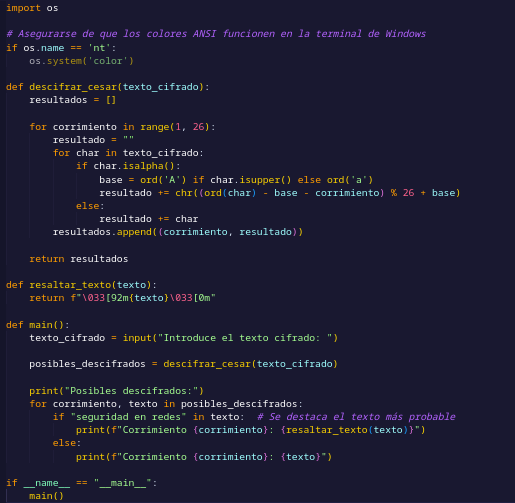 import os

# Asegurarse de que los colores ANSI funcionen en la terminal de Windows
if os.name == 'nt':
    os.system('color')

def descifrar_cesar(texto_cifrado):
    resultados = []

    for corrimiento in range(1, 26):
        resultado = ""
        for char in texto_cifrado:
            if char.isalpha():
                base = ord('A') if char.isupper() else ord('a')
                resultado += chr((ord(char) - base - corrimiento) % 26 + base)
            else:
                resultado += char
        resultados.append((corrimiento, resultado))

    return resultados

def resaltar_texto(texto):
    return f"\033[92m{texto}\033[0m"

def main():
    texto_cifrado = input("Introduce el texto cifrado: ")

    posibles_descifrados = descifrar_cesar(texto_cifrado)

    print("Posibles descifrados:")
    for corrimiento, texto in posibles_descifrados:
        if "seguridad en redes" in texto:  # Se destaca el texto más probable
            print(f"Corrimiento {corrimiento}: {resaltar_texto(texto)}")
        else:
            print(f"Corrimiento {corrimiento}: {texto}")

if __name__ == "__main__":
    main()